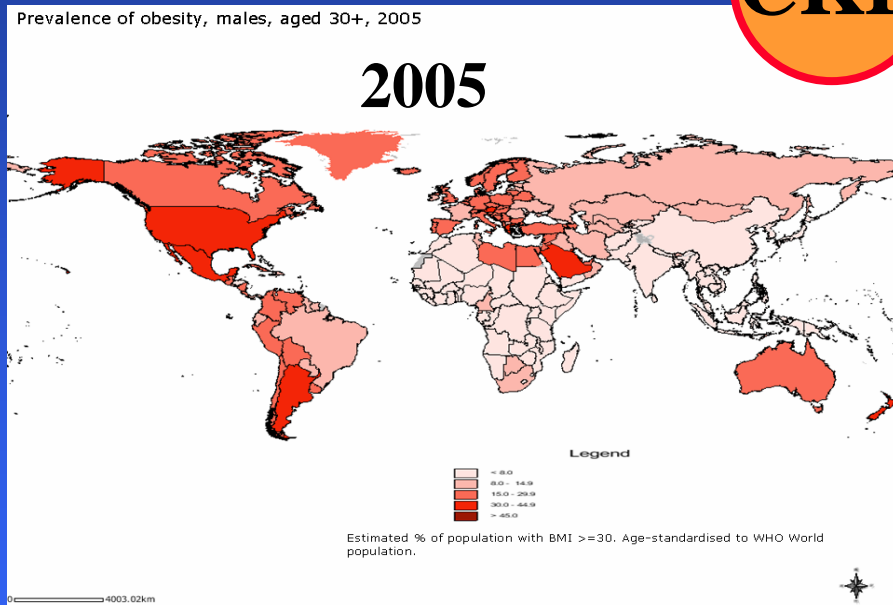 Prevalence of obesity, males, aged 30+, 2005
2005
Legend
< 8.0
8.0 - 14.9
15.0 - 29.9
30.0 - 44.9
> 45.0
Estimated % of population with BMI >=30. Age-standardised to WHO World
population.
0 4003.02km